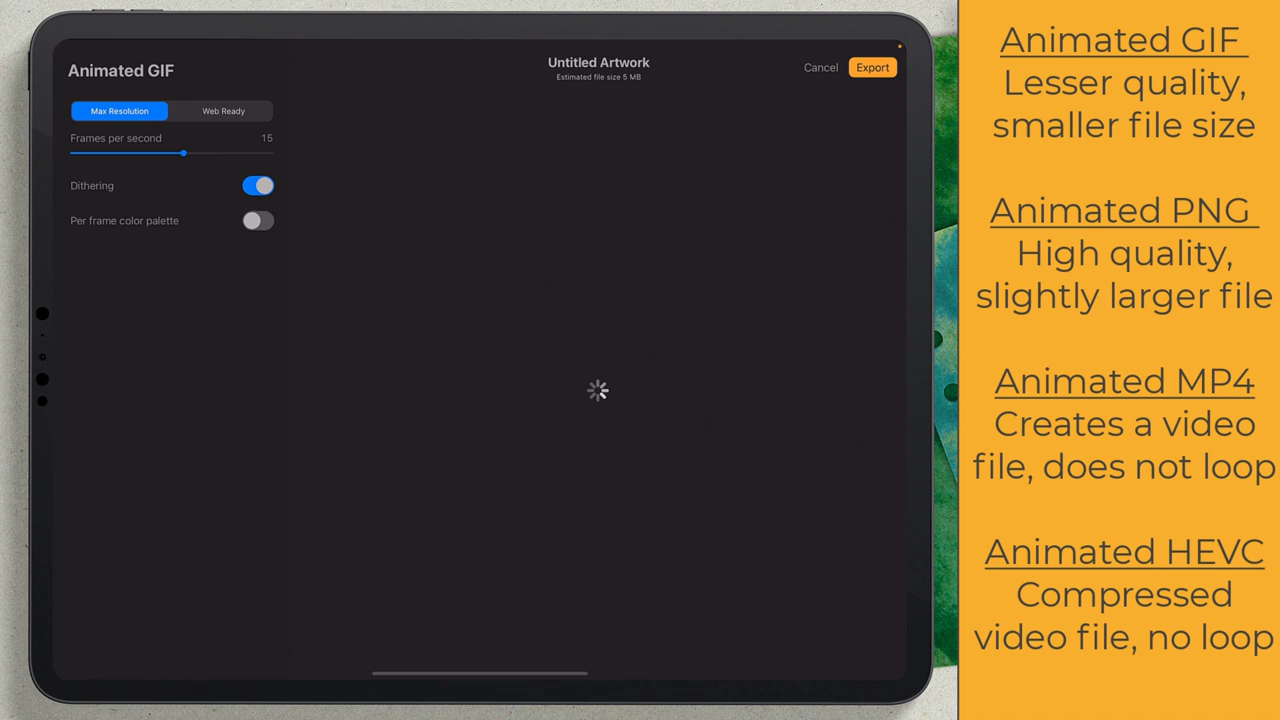 Animated GIF
Untitled Artwork
Estimated file size 5 MB
Cancel
Export
Max Resolution
Web Ready
Frames per second
15
Dithering
Per frame color palette
Animated GIF
Lesser quality,
smaller file size
Animated PNG
High quality,
slightly larger file
Animated MP4
Creates a video
file, does not loop
Animated HEVC
Compressed
video file, no loop